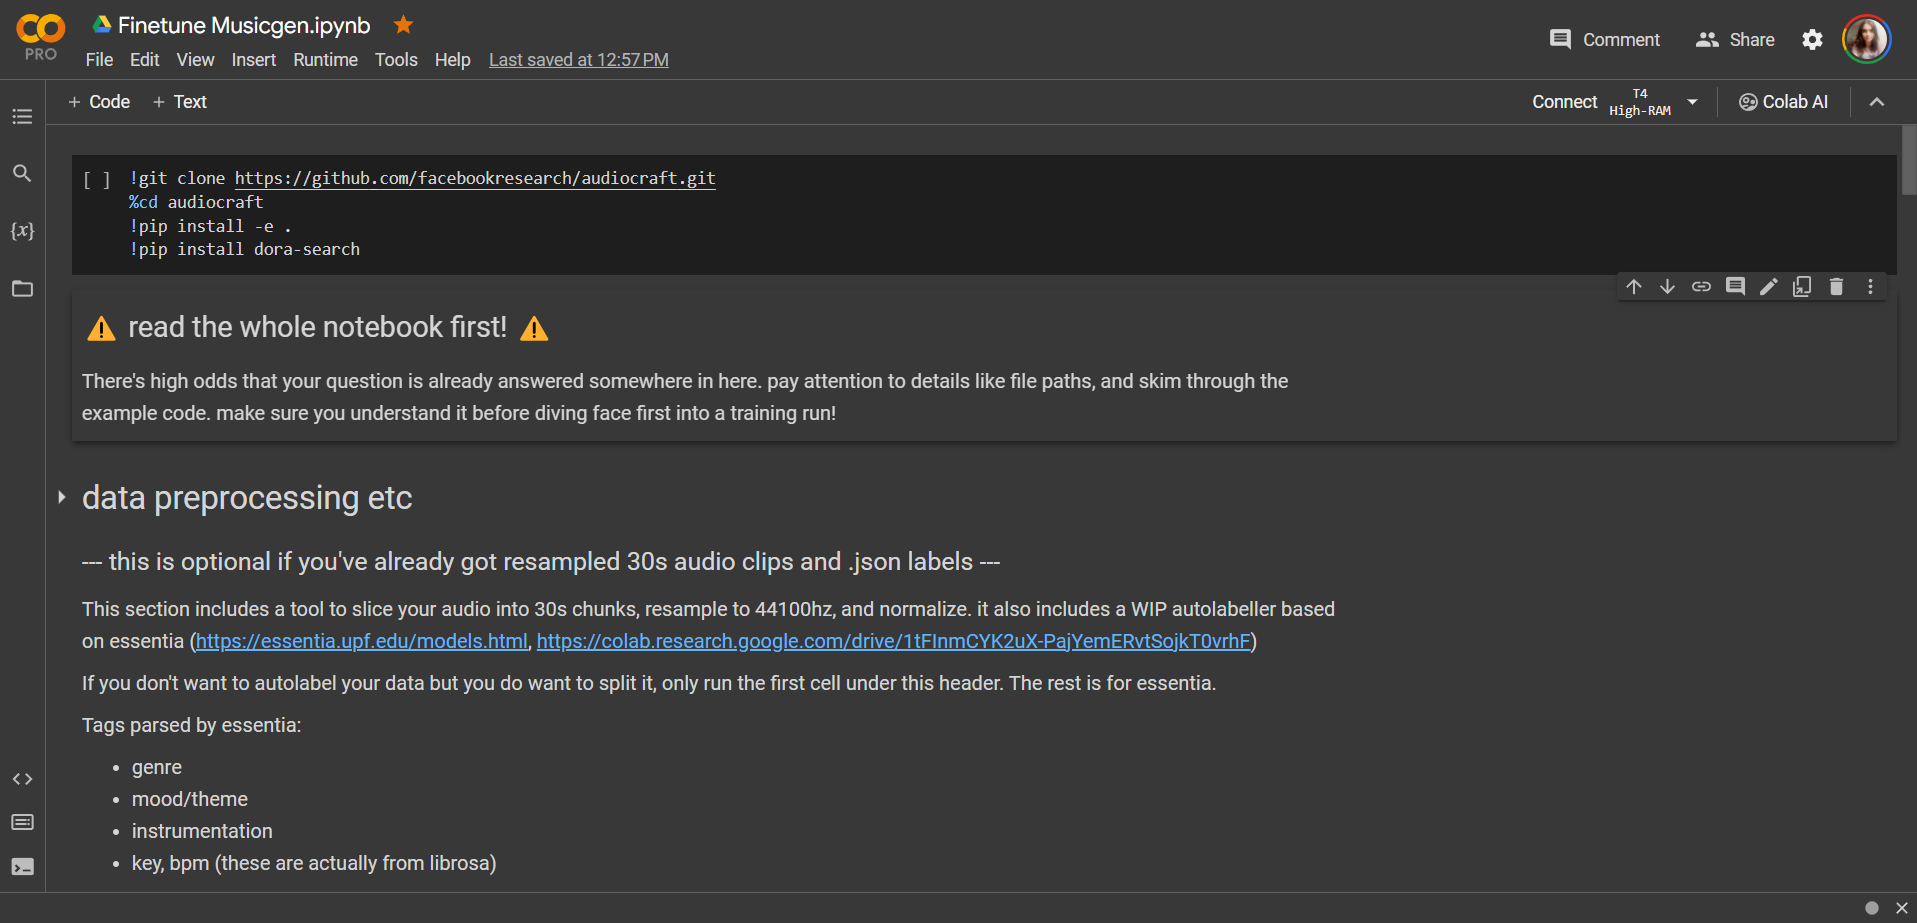 CO
PRO
Finetune Musicgen.ipynb
File Edit View Insert Runtime Tools Help Last saved at 12:57 PM
Comment Share
+ Code + Text
Connect T4 High-RAM
Colab AI
{x}
[ ] !git clone https://github.com/facebookresearch/audiocraft.git
%cd audiocraft
!pip install -e .
!pip install dora-search
⚠️ read the whole notebook first! ⚠️
There's high odds that your question is already answered somewhere in here. pay attention to details like file paths, and skim through the
example code. make sure you understand it before diving face first into a training run!
data preprocessing etc
--- this is optional if you've already got resampled 30s audio clips and .json labels ---
This section includes a tool to slice your audio into 30s chunks, resample to 44100hz, and normalize. it also includes a WIP autolabeller based
on essentia (https://essentia.upf.edu/models.html, https://colab.research.google.com/drive/1tFInmCYK2uX-PajYemERvtSojkT0vrhF)
If you don't want to autolabel your data but you do want to split it, only run the first cell under this header. The rest is for essentia.
Tags parsed by essentia:
• genre
• mood/theme
• instrumentation
• key, bpm (these are actually from librosa)